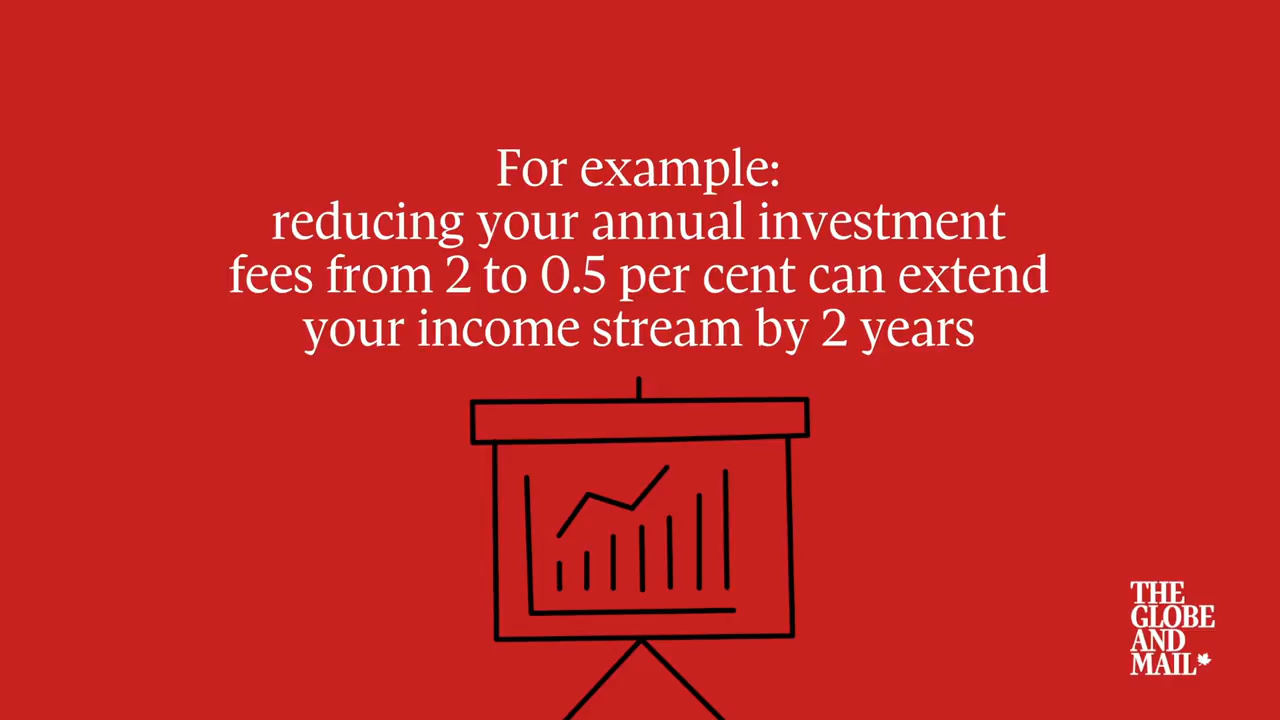 For example:
reducing your annual investment
fees from 2 to 0.5 per cent can extend
your income stream by 2 years
THE
GLOBE
AND
MAIL